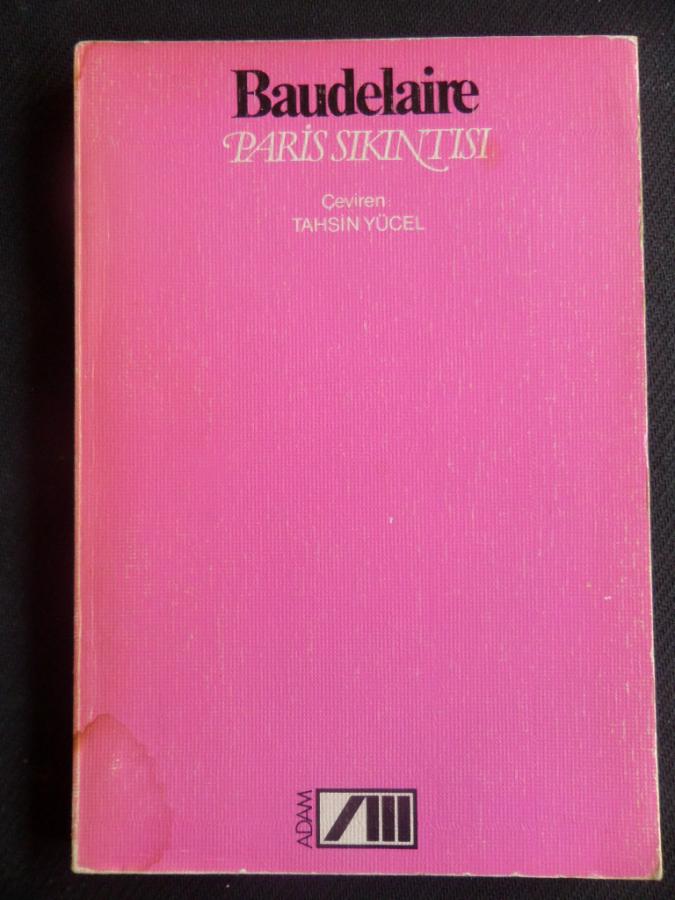 Baudelaire
PARİS SIKINTISI
Çeviren
TAHSİN YÜCEL
ADAM